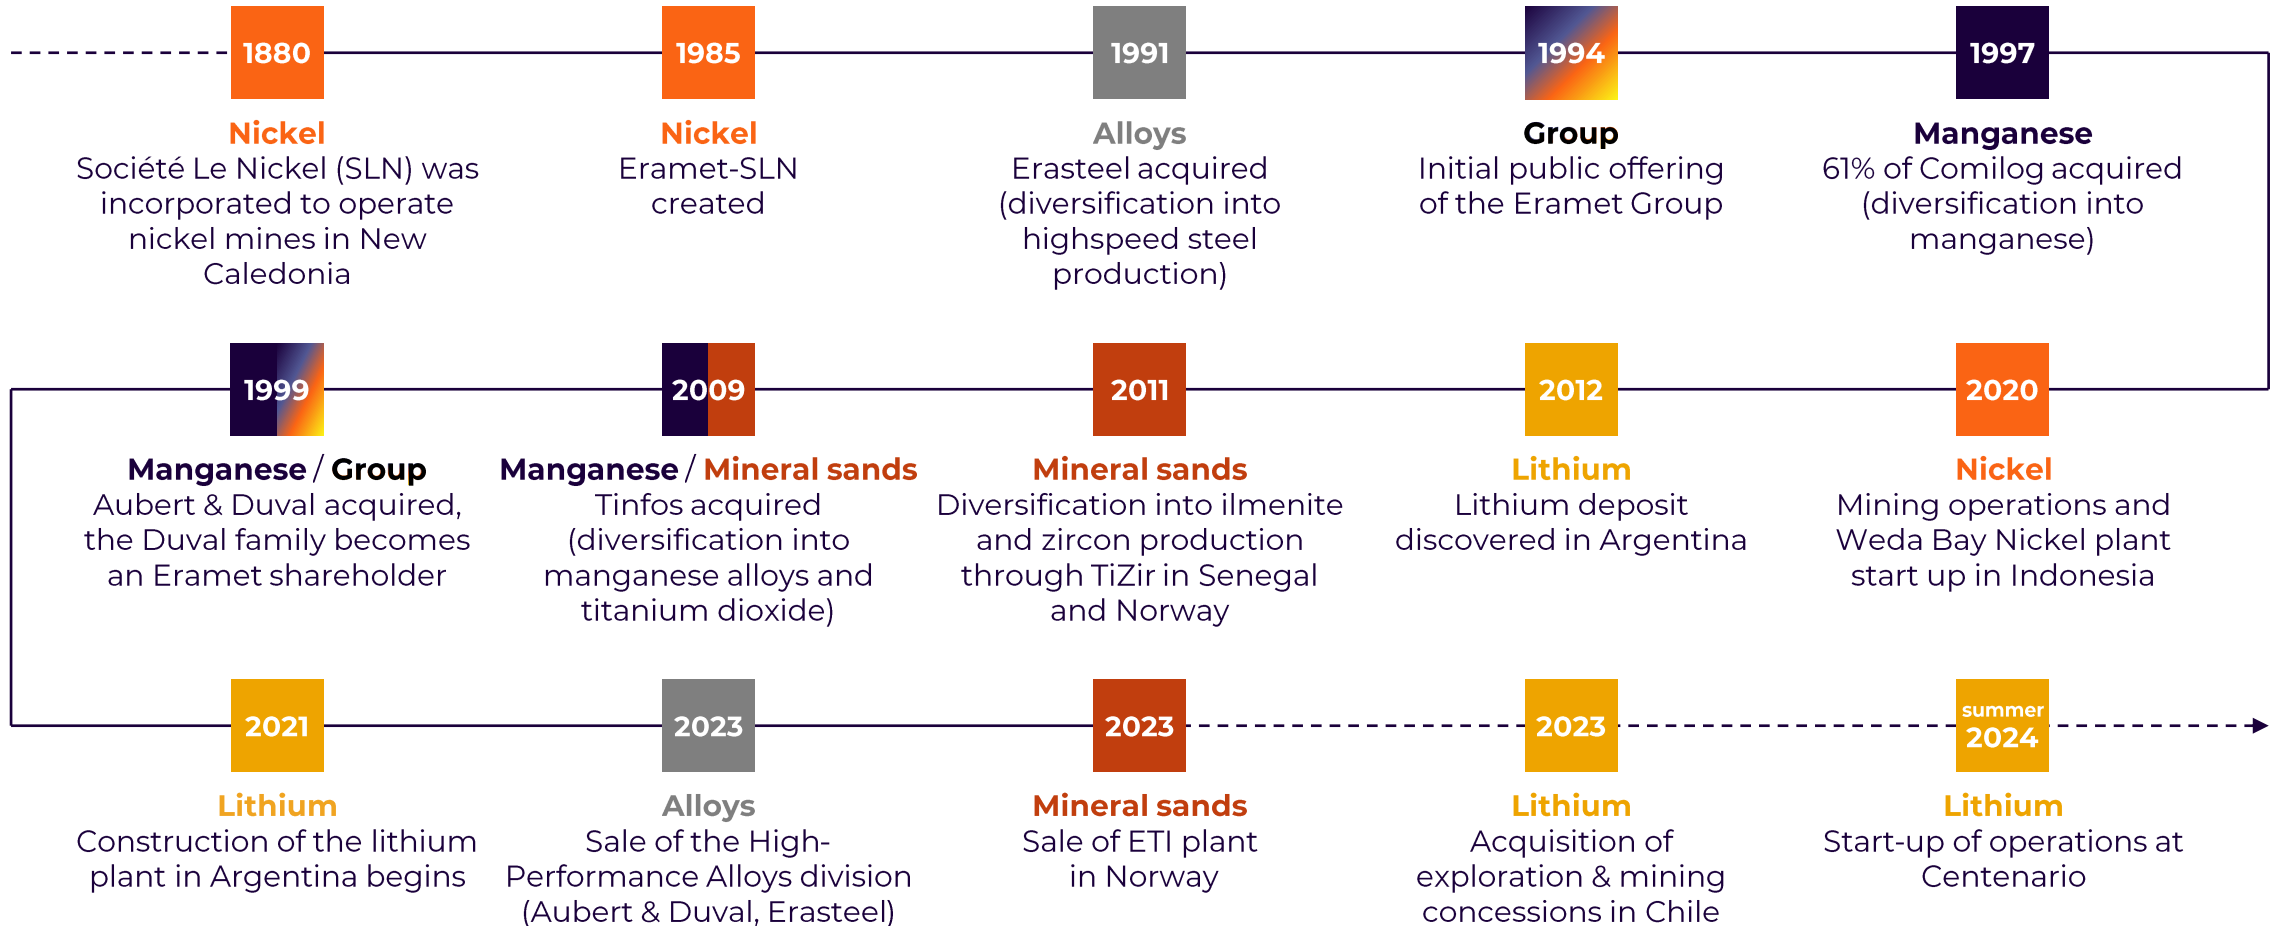 1880
Nickel
Société Le Nickel (SLN) was
incorporated to operate
nickel mines in New
Caledonia
1985
Nickel
Eramet-SLN
created
1991
Alloys
Erasteel acquired
(diversification into
highspeed steel
production)
1994
Group
Initial public offering
of the Eramet Group
1997
Manganese
61% of Comilog acquired
(diversification into
manganese)
1999
Manganese / Group
Aubert & Duval acquired,
the Duval family becomes
an Eramet shareholder
2009
Manganese / Mineral sands
Tinfos acquired
(diversification into
manganese alloys and
titanium dioxide)
2011
Mineral sands
Diversification into ilmenite
and zircon production
through TiZir in Senegal
and Norway
2012
Lithium
Lithium deposit
discovered in Argentina
2020
Nickel
Mining operations and
Weda Bay Nickel plant
start up in Indonesia
2021
Lithium
Construction of the lithium
plant in Argentina begins
2023
Alloys
Sale of the High-
Performance Alloys division
(Aubert & Duval, Erasteel)
2023
Mineral sands
Sale of ETI plant
in Norway
2023
Lithium
Acquisition of
exploration & mining
concessions in Chile
summer
2024
Lithium
Start-up of operations at
Centenario